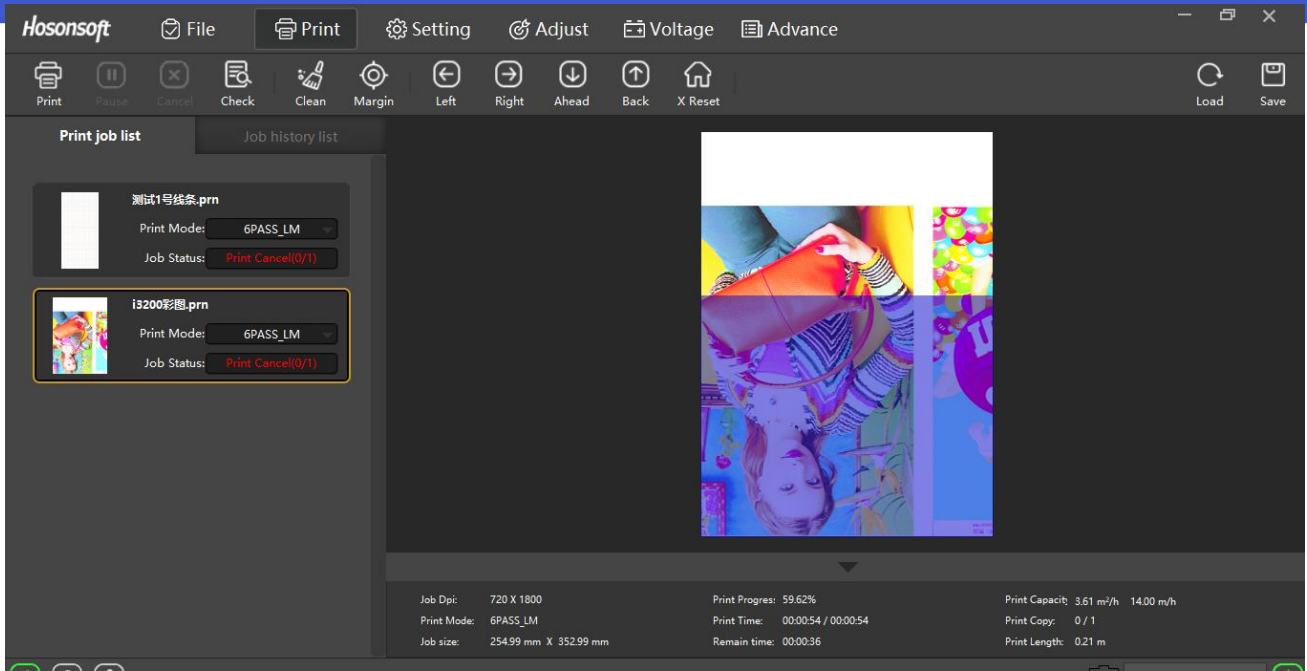 Hosonsoft File Print Setting Adjust Voltage Advance
Print Pause Cancel Check Clean Margin Left Right Ahead Back X Reset Load Save
Print job list Job history list
测试1号线条.prn
Print Mode: 6PASS_LM
Job Status: Print Cancel(0/1)
i3200彩图.prn
Print Mode: 6PASS_LM
Job Status: Print Cancel(0/1)
Job Dpi: 720 X 1800 Print Progres: 59.62% Print Capacit 3.61 m²/h 14.00 m/h
Print Mode: 6PASS_LM Print Time: 00:00:54 / 00:00:54 Print Copy: 0 / 1
Job size: 254.99 mm X 352.99 mm Remain time: 00:00:36 Print Length: 0.21 m